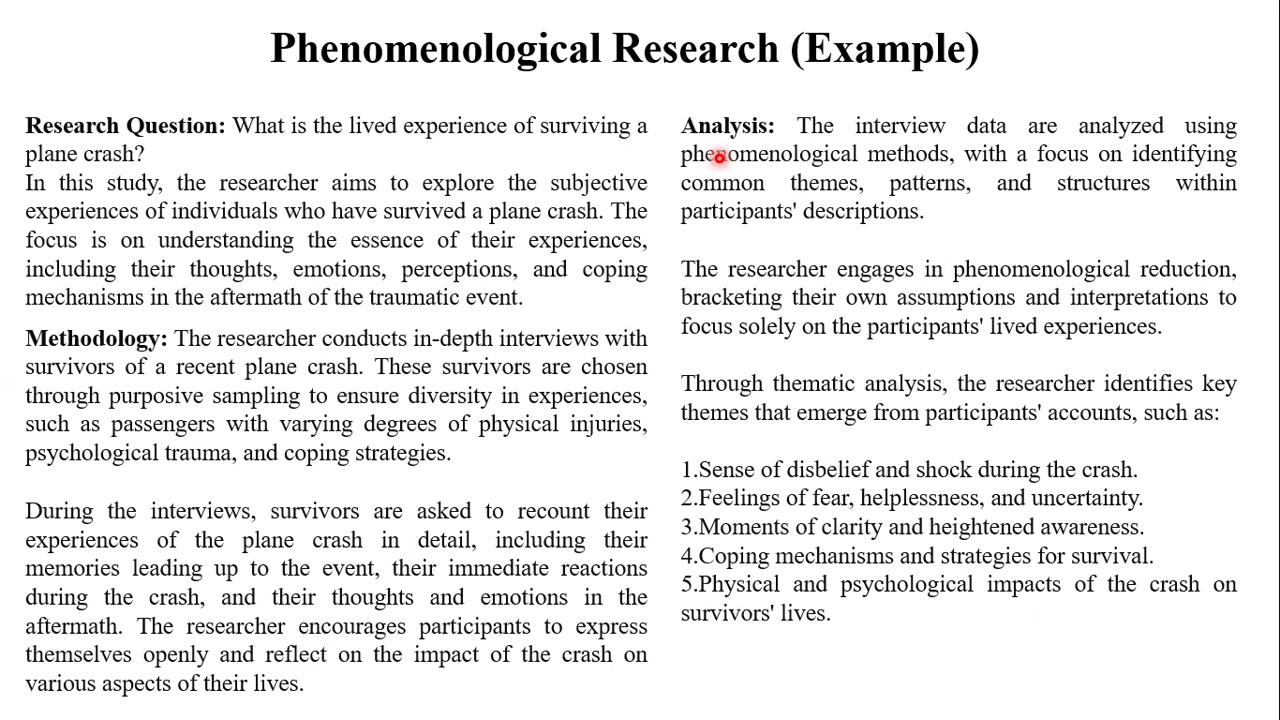 Phenomenological Research (Example)
Research Question: What is the lived experience of surviving a
plane crash?
In this study, the researcher aims to explore the subjective
experiences of individuals who have survived a plane crash. The
focus is on understanding the essence of their experiences,
including their thoughts, emotions, perceptions, and coping
mechanisms in the aftermath of the traumatic event.
Methodology: The researcher conducts in-depth interviews with
survivors of a recent plane crash. These survivors are chosen
through purposive sampling to ensure diversity in experiences,
such as passengers with varying degrees of physical injuries,
psychological trauma, and coping strategies.
During the interviews, survivors are asked to recount their
experiences of the plane crash in detail, including their
memories leading up to the event, their immediate reactions
during the crash, and their thoughts and emotions in the
aftermath. The researcher encourages participants to express
themselves openly and reflect on the impact of the crash on
various aspects of their lives.
Analysis: The interview data are analyzed using
phenomenological methods, with a focus on identifying
common themes, patterns, and structures within
participants' descriptions.
The researcher engages in phenomenological reduction,
bracketing their own assumptions and interpretations to
focus solely on the participants' lived experiences.
Through thematic analysis, the researcher identifies key
themes that emerge from participants' accounts, such as:
1.Sense of disbelief and shock during the crash.
2.Feelings of fear, helplessness, and uncertainty.
3.Moments of clarity and heightened awareness.
4.Coping mechanisms and strategies for survival.
5.Physical and psychological impacts of the crash on
survivors' lives.